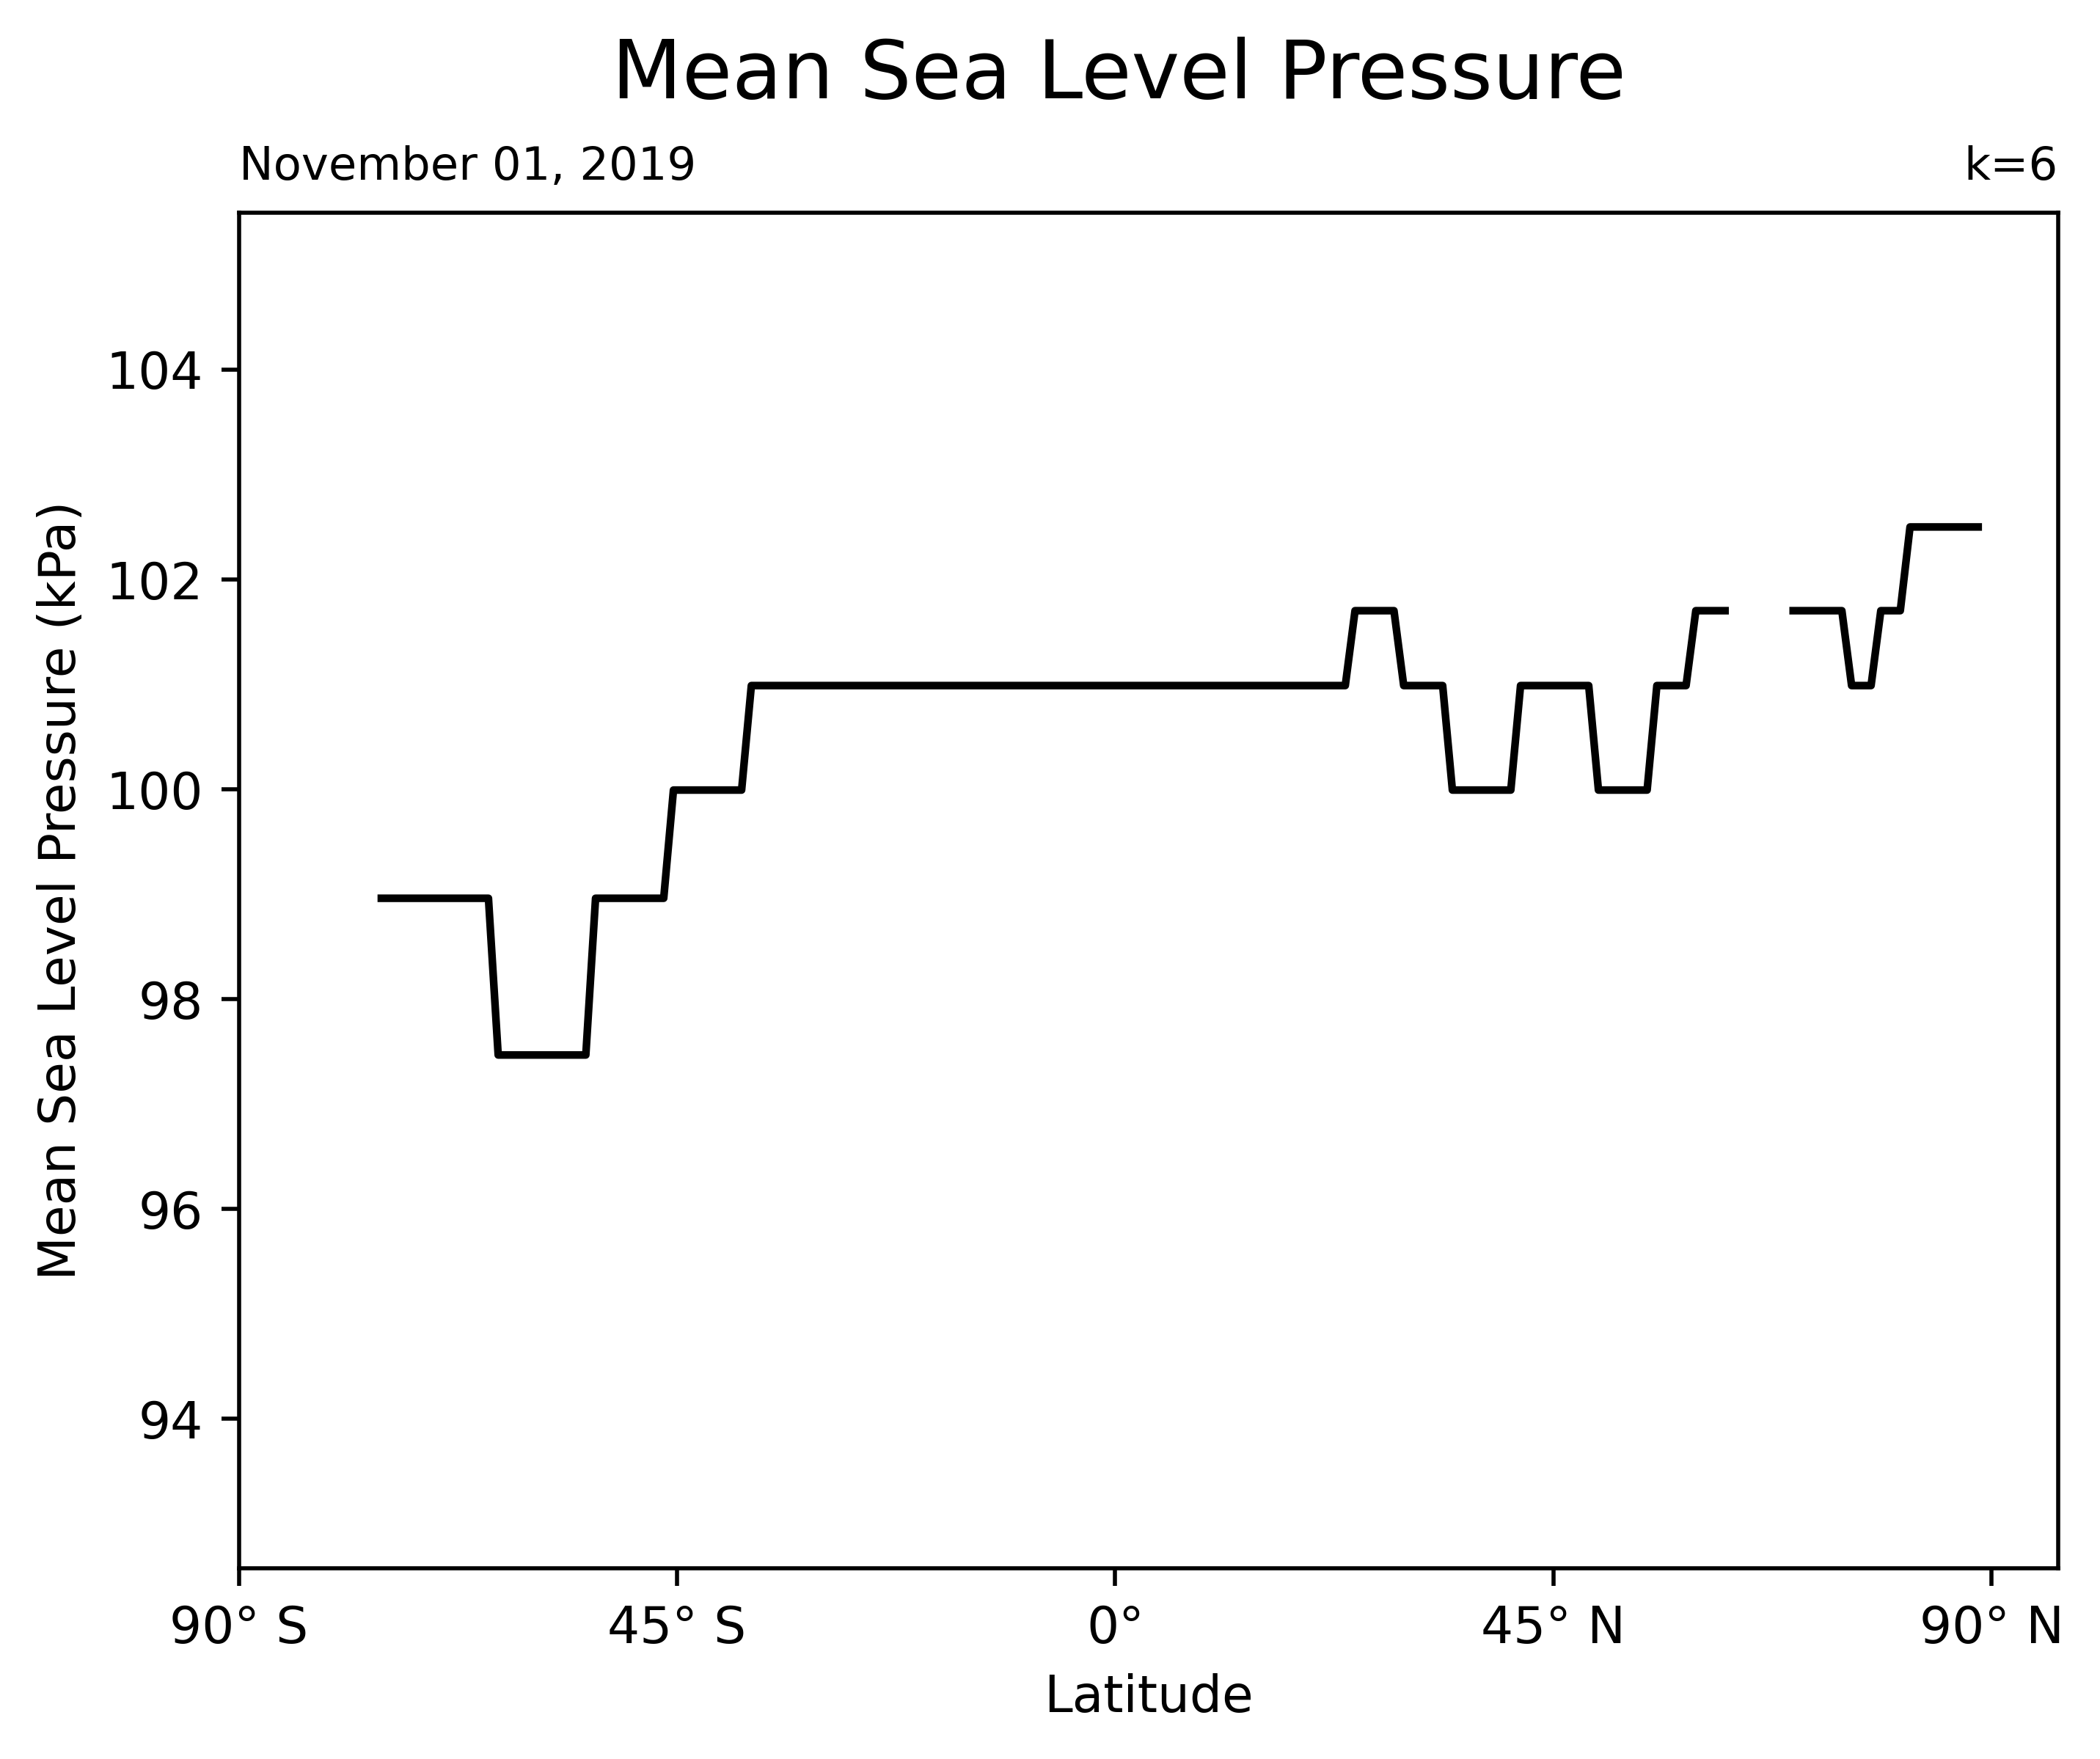 Mean Sea Level Pressure
November 01, 2019
k=6
Mean Sea Level Pressure (kPa)
104
102
100
98
96
94
90° S
45° S
0°
45° N
90° N
Latitude